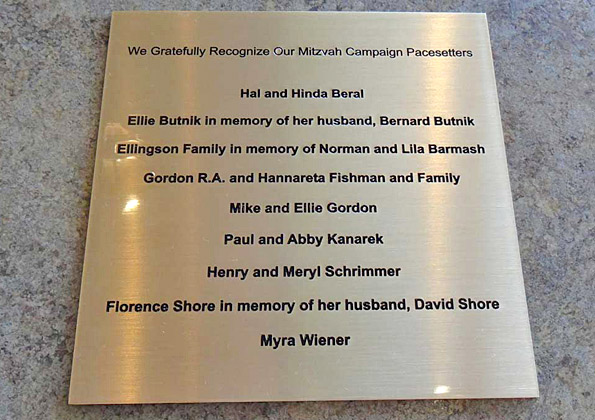 We Gratefully Recognize Our Mitzvah Campaign Pacesetters
Hal and Hinda Beral
Ellie Butnik in memory of her husband, Bernard Butnik
Ellingson Family in memory of Norman and Lila Barmash
Gordon R.A. and Hannareta Fishman and Family
Mike and Ellie Gordon
Paul and Abby Kanarek
Henry and Meryl Schrimmer
Florence Shore in memory of her husband, David Shore
Myra Wiener